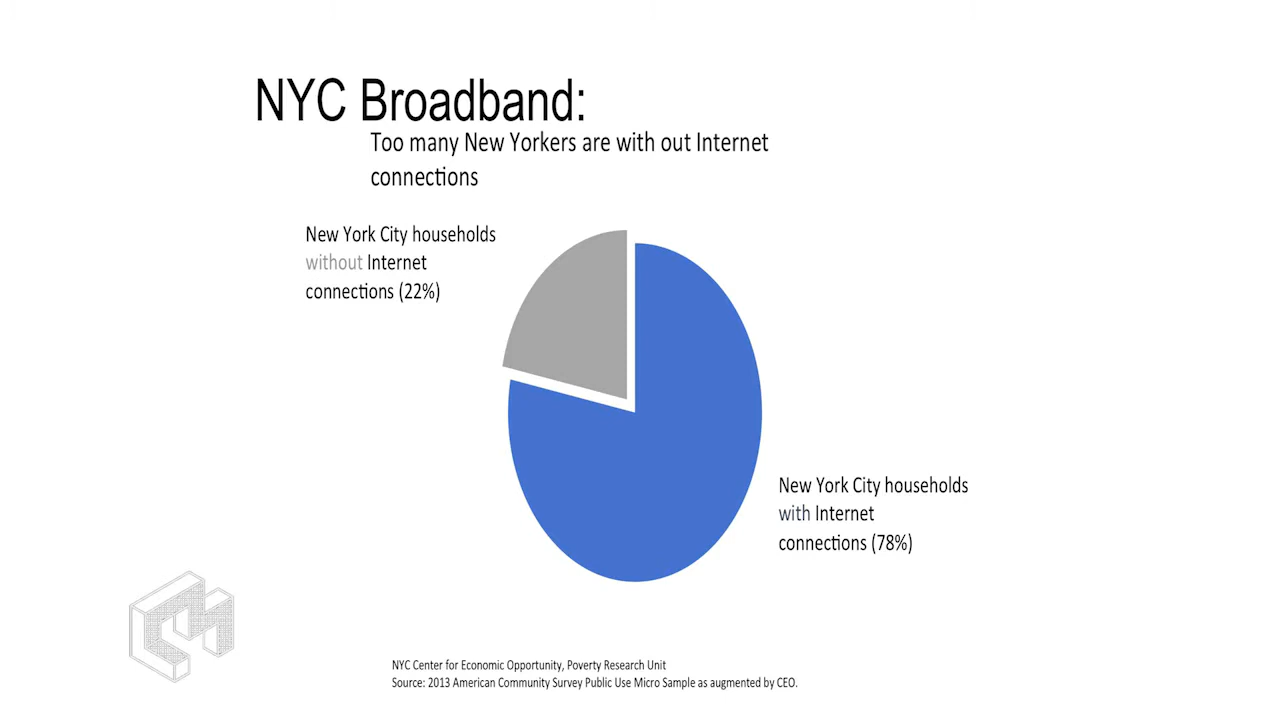 NYC Broadband:
Too many New Yorkers are with out Internet
connections
New York City households
without Internet
connections (22%)
New York City households
with Internet
connections (78%)
NYC Center for Economic Opportunity, Poverty Research Unit
Source: 2013 American Community Survey Public Use Micro Sample as augmented by CEO.